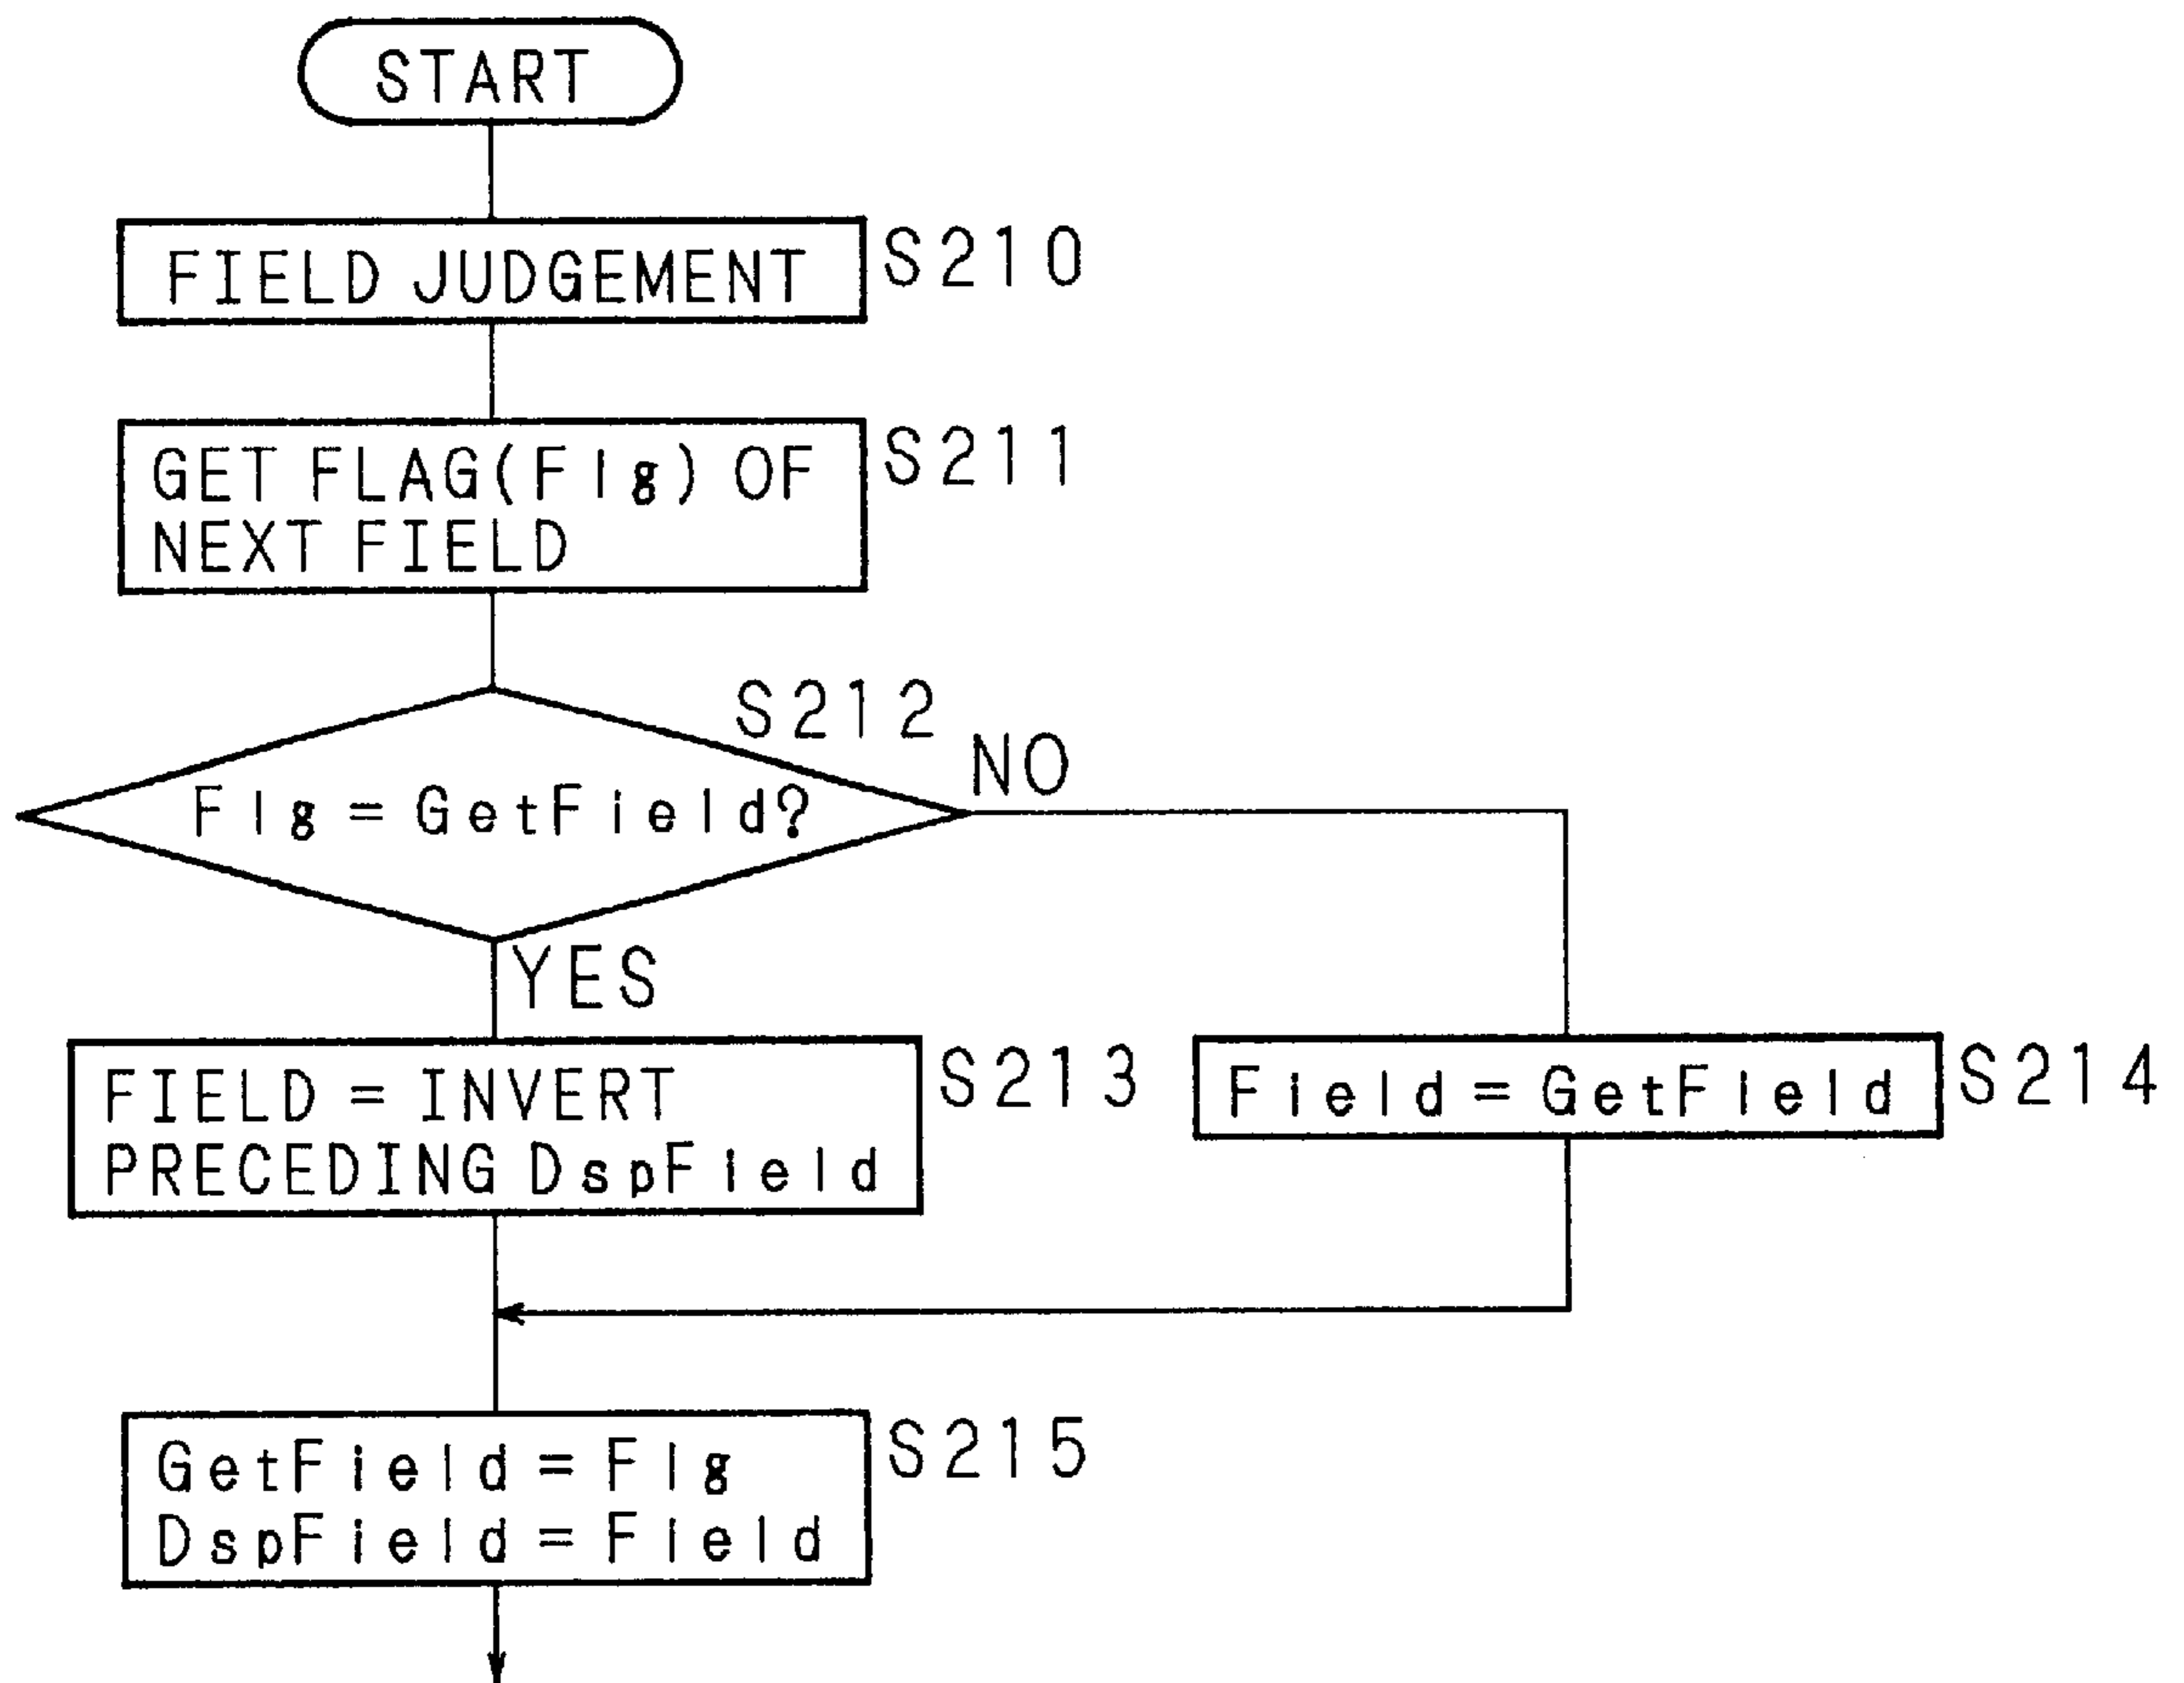 START
FIELD JUDGEMENT
S210
GET FLAG(Flg) OF
NEXT FIELD
S211
S212
Flg=GetField?
NO
YES
FIELD = INVERT
PRECEDING DspField
S213
Field=GetField
S214
GetField=Flg
DspField=Field
S215